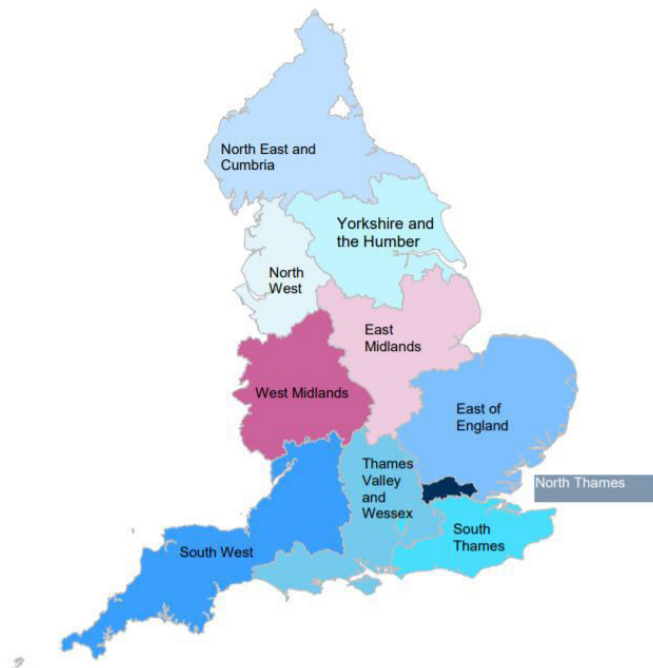 North East and
Cumbria
Yorkshire and
the Humber
North
West
East
Midlands
West Midlands
East of
England
Thames
Valley
and
Wessex
North Thames
South
Thames
South West